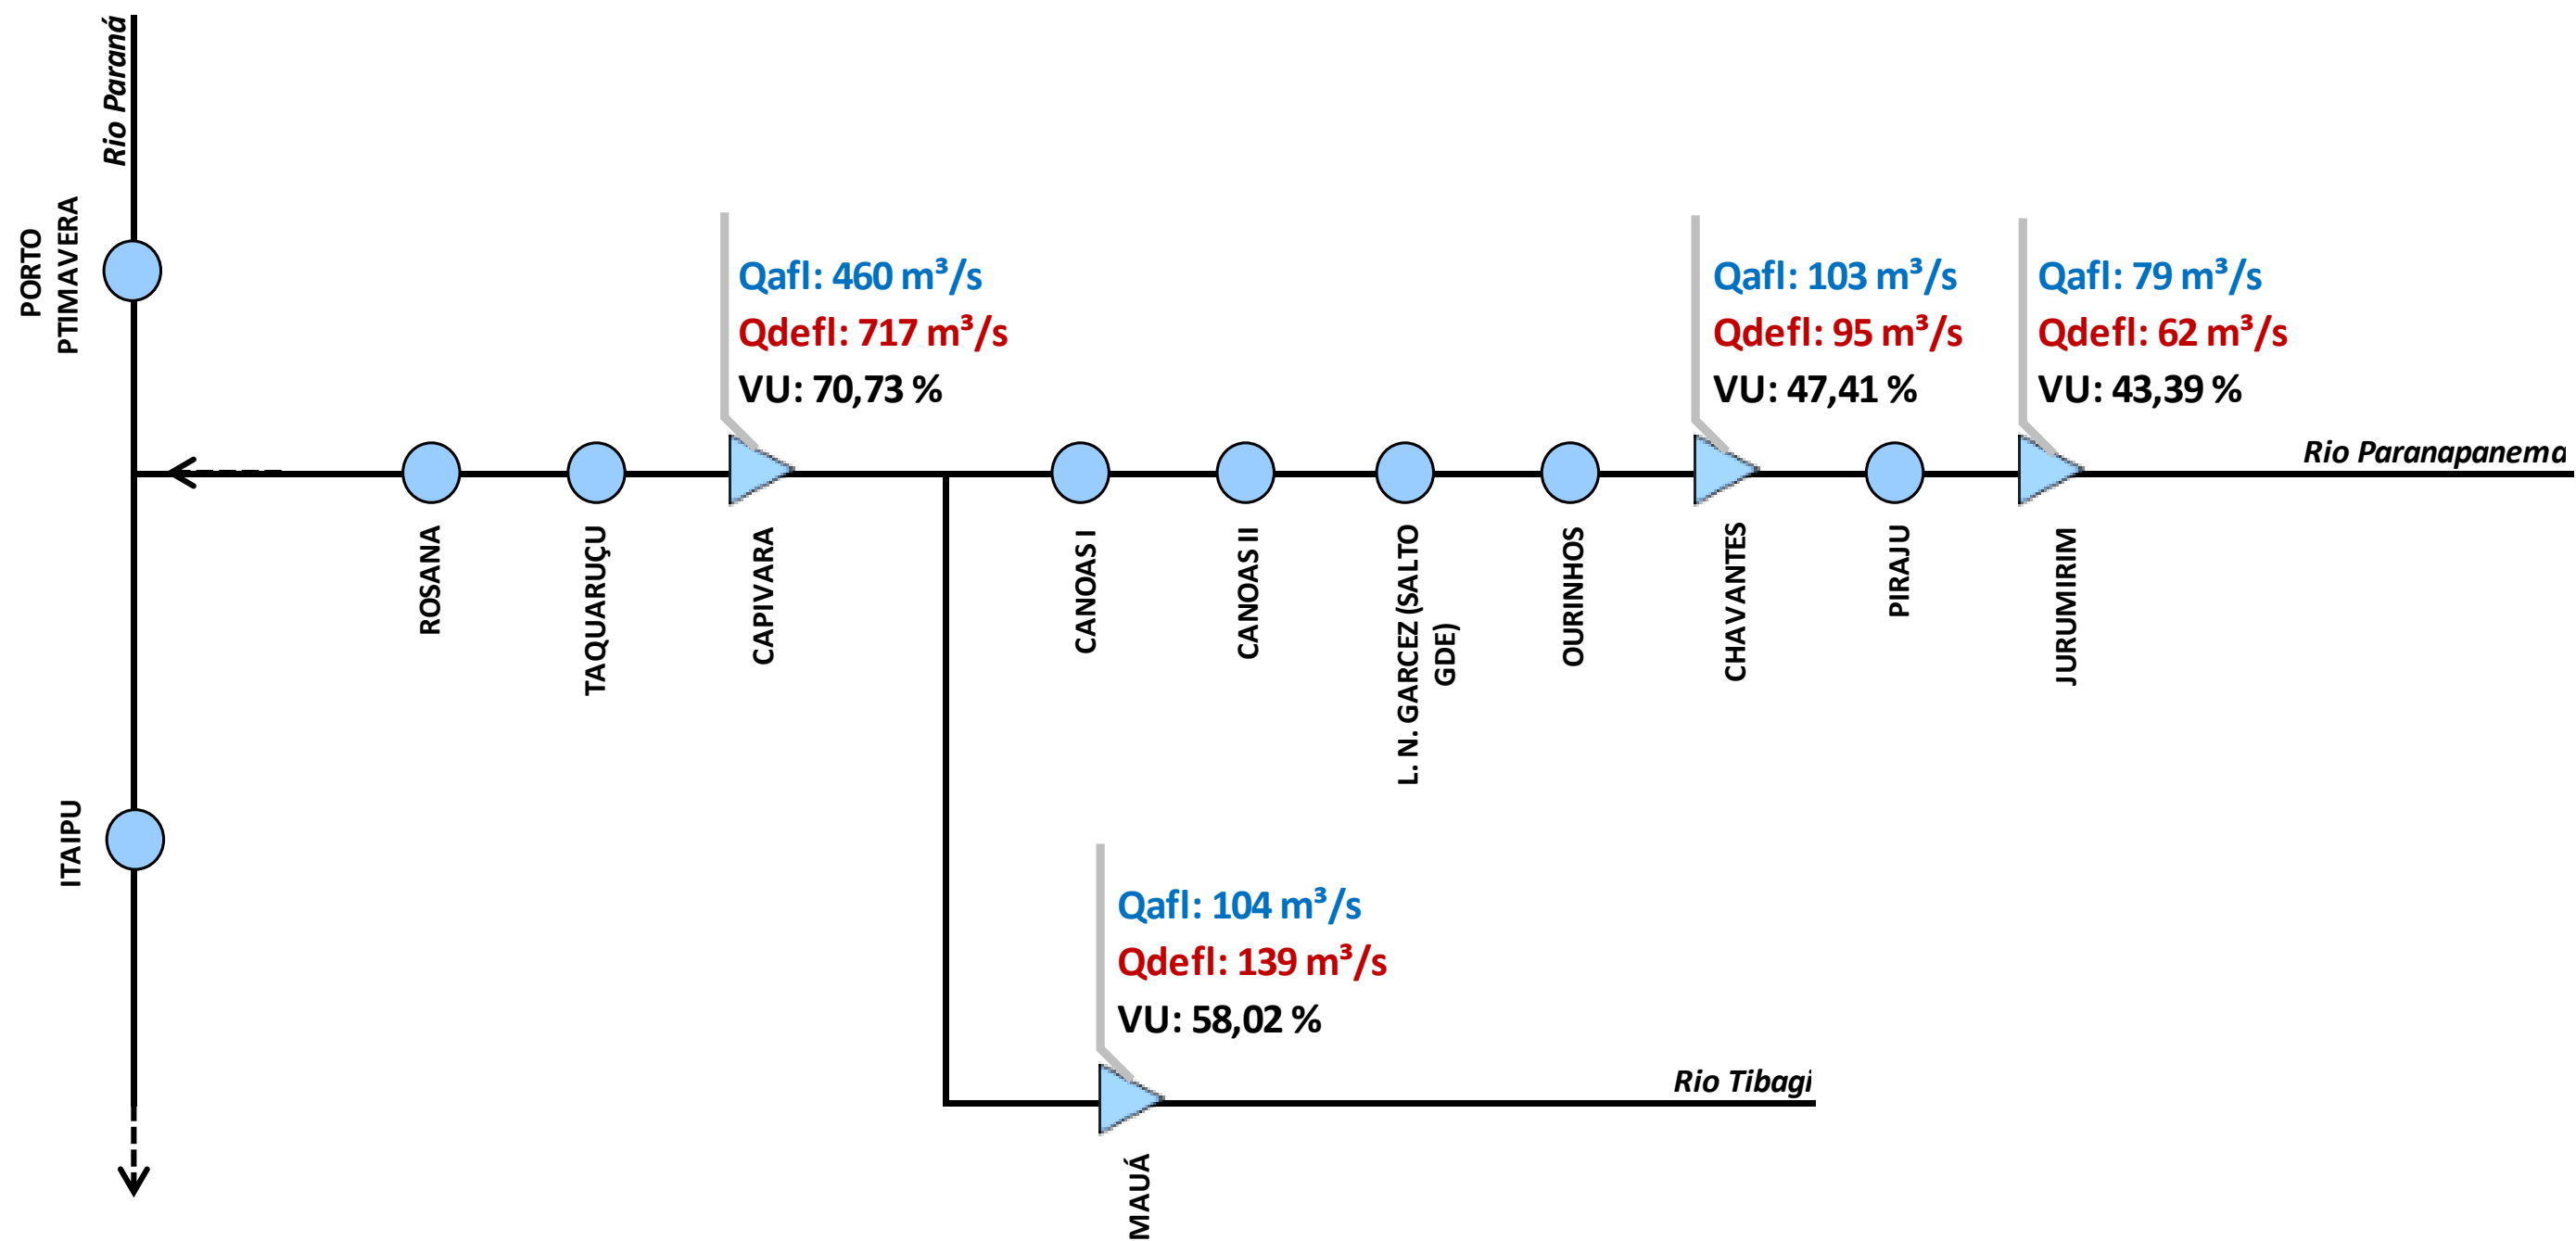 Rio Paraná
PORTO
PTIMAVERA
Qafl: 460 m³/s
Qdefl: 717 m³/s
VU: 70,73 %
Qafl: 103 m³/s
Qdefl: 95 m³/s
VU: 47,41 %
Qafl: 79 m³/s
Qdefl: 62 m³/s
VU: 43,39 %
Rio Paranapanema
ROSANA
TAQUARUÇU
CAPIVARA
CANOAS I
CANOAS II
L. N. GARCEZ (SALTO
GDE)
OURINHOS
CHAVANTES
PIRAJU
JURUMIRIM
ITAIPU
Qafl: 104 m³/s
Qdefl: 139 m³/s
VU: 58,02 %
Rio Tibagi
MAUÁ